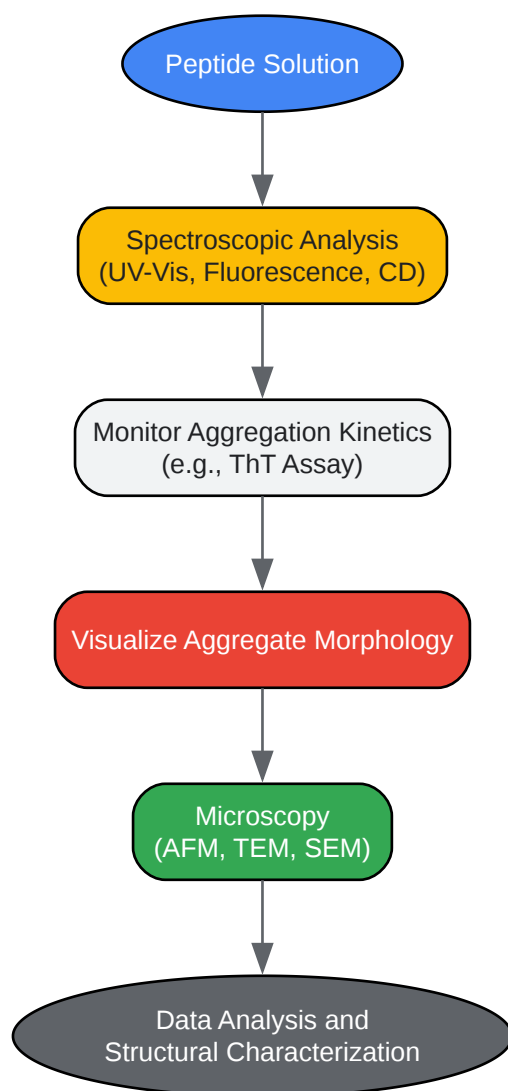 Peptide Solution
Spectroscopic Analysis
(UV-Vis, Fluorescence, CD)
Monitor Aggregation Kinetics
(e.g., ThT Assay)
Visualize Aggregate Morphology
Microscopy
(AFM, TEM, SEM)
Data Analysis and
Structural Characterization